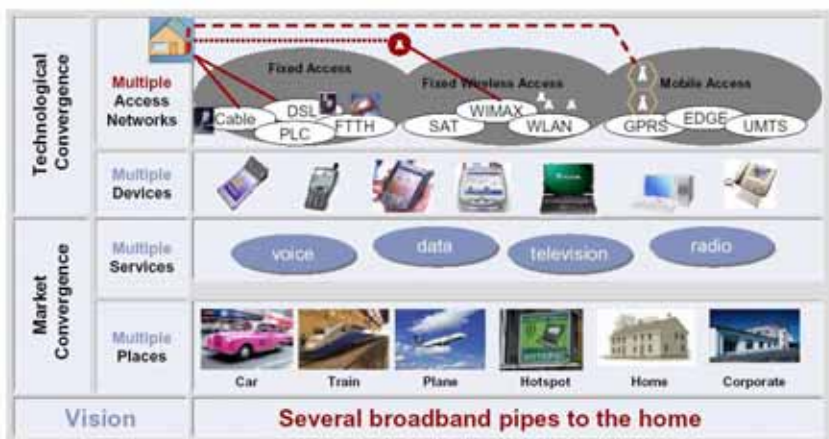 Technological
Convergence
Multiple
Access
Networks
Fixed Access
Fixed Wireless Access
Mobile Access
Cable
DSL
PLC
FTTH
SAT
WIMAX
WLAN
GPRS
EDGE
UMTS
Multiple
Devices
Market
Convergence
Multiple
Services
voice
data
television
radio
Multiple
Places
Car
Train
Plane
Hotspot
Home
Corporate
Vision
Several broadband pipes to the home